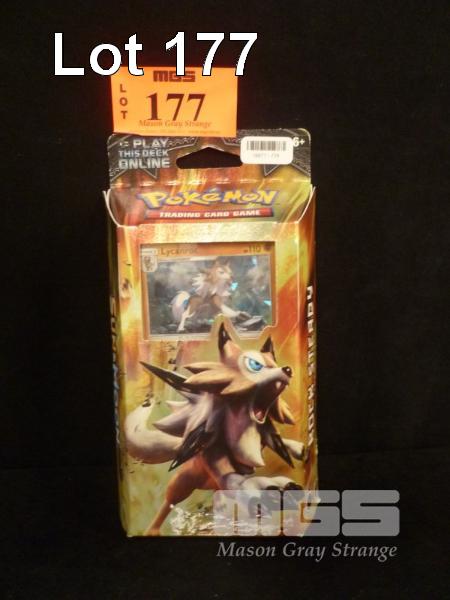 Lot 177
MGS
LOT
177
Mason Gray Strange
PLAY
THIS DECK
ONLINE
6+
POKÉMON
TRADING CARD GAME
Lycanroc
110
MGS
Mason Gray Strange